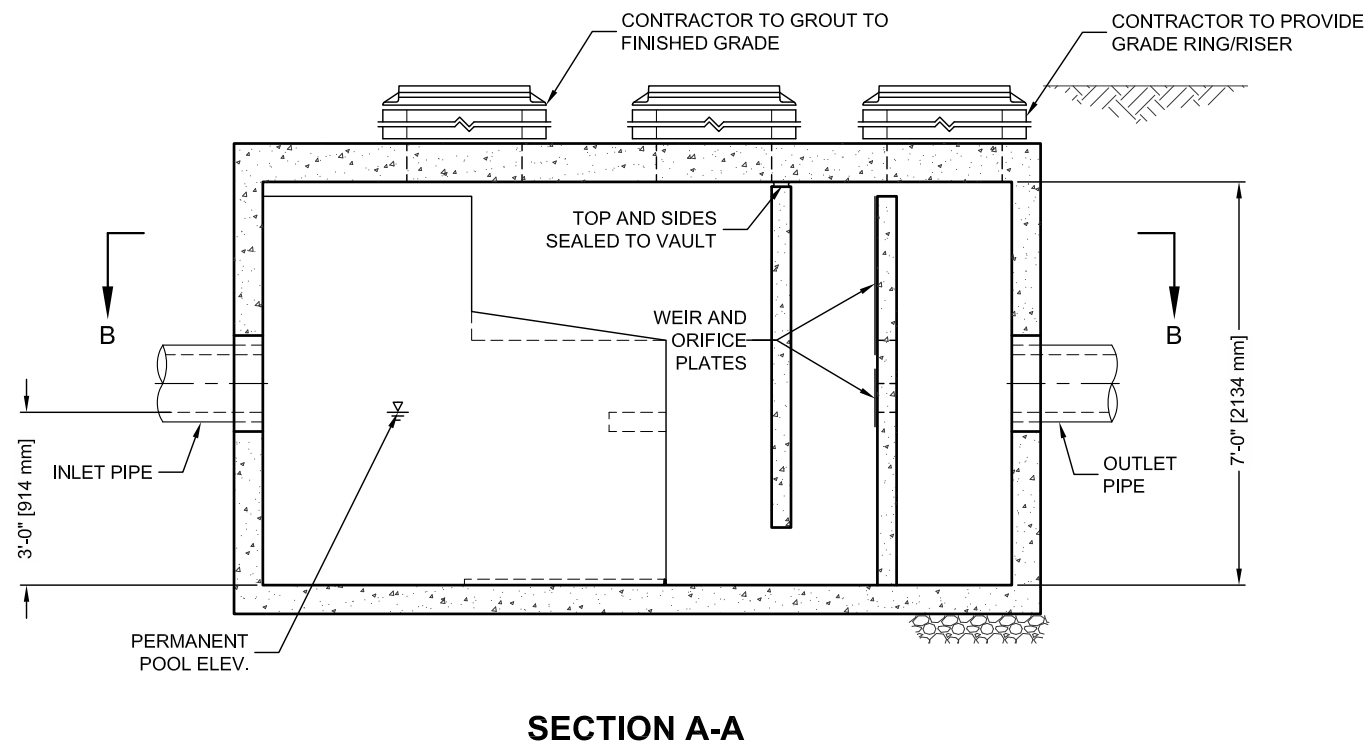 CONTRACTOR TO GROUT TO
FINISHED GRADE
CONTRACTOR TO PROVIDE
GRADE RING/RISER
TOP AND SIDES
SEALED TO VAULT
B
B
WEIR AND
ORIFICE
PLATES
INLET PIPE
OUTLET
PIPE
3'-0" [914 mm]
7'-0" [2134 mm]
PERMANENT
POOL ELEV.
SECTION A-A